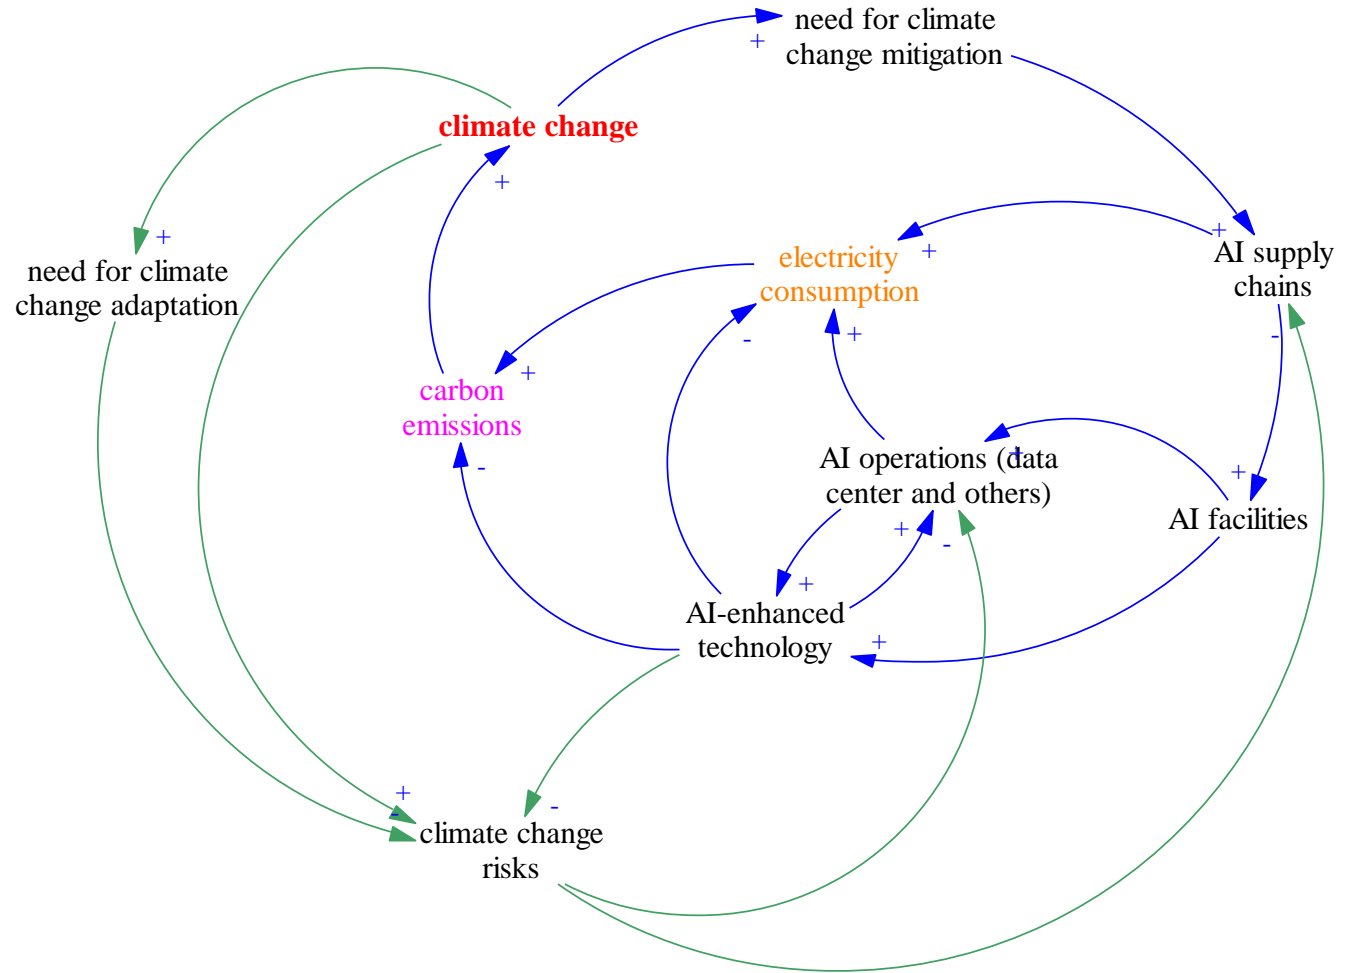 need for climate
change mitigation
+
climate change
+
+
need for climate
change adaptation
+
AI supply
chains
+
electricity
consumption
-
-
+
+
carbon
emissions
-
AI operations (data
center and others)
+
+
AI facilities
+
-
+
AI-enhanced
technology
+
+
-
-
climate change
risks